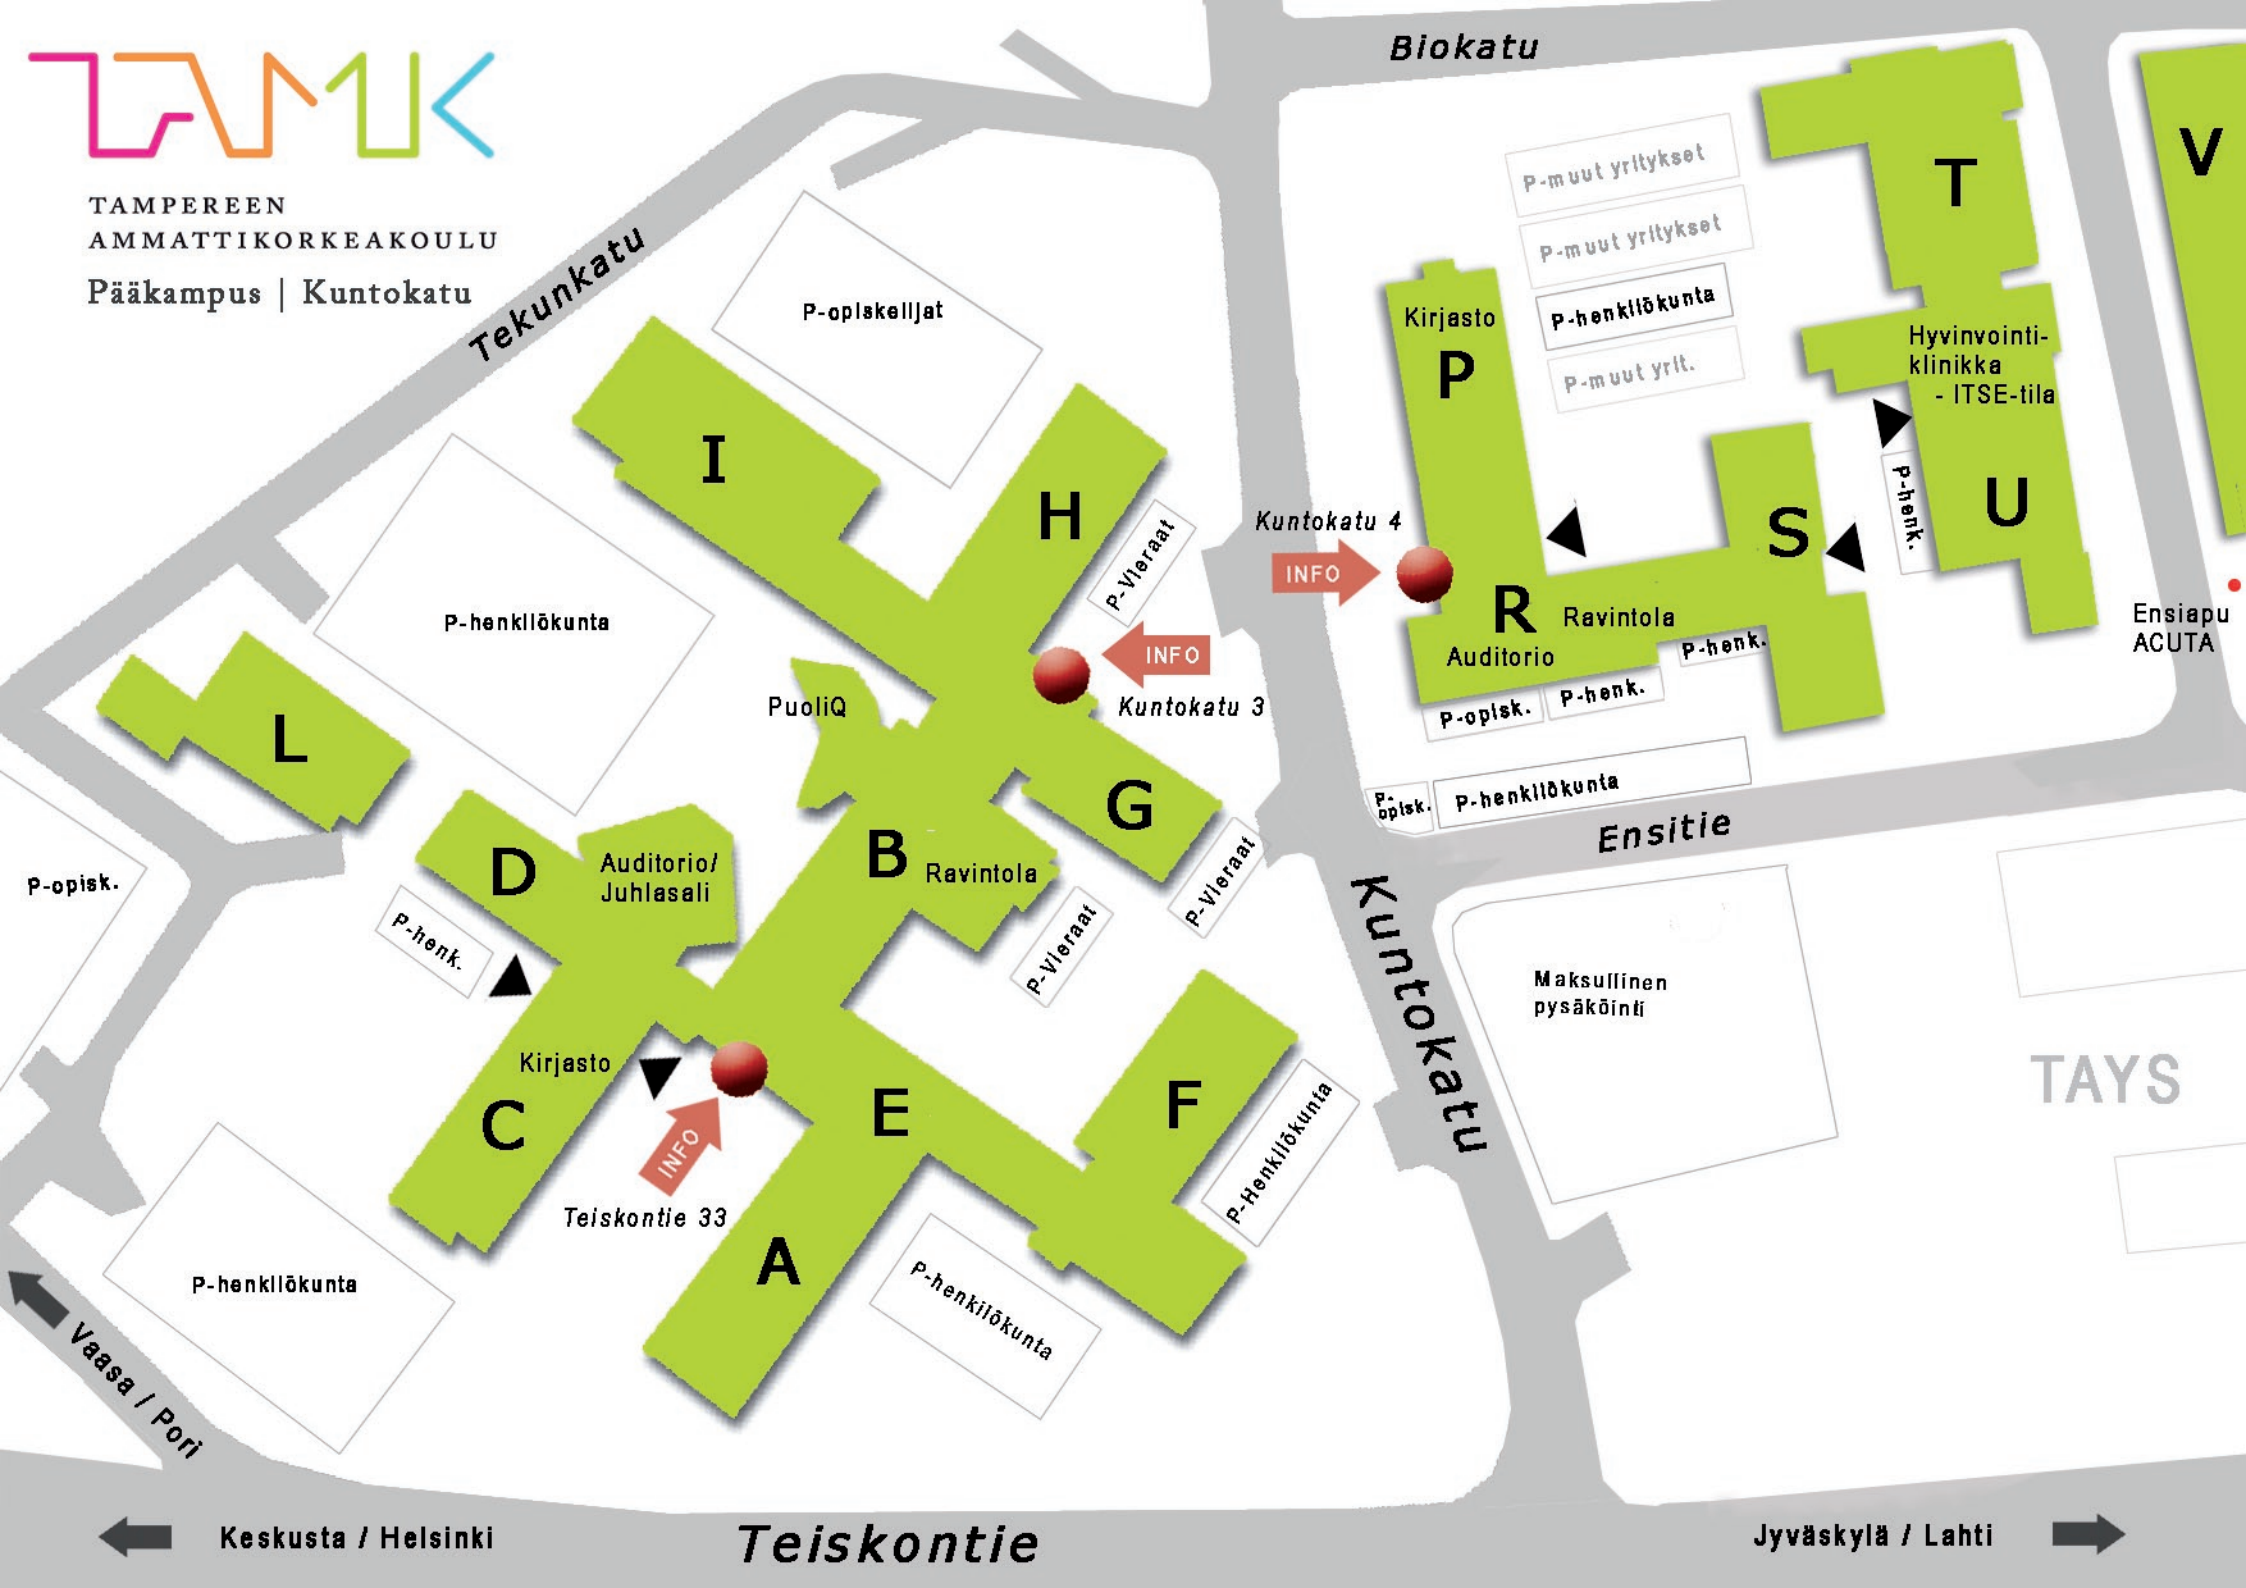 TAMK
TAMPEREEN
AMMATTIKORKEAKOULU
Pääkampus | Kuntokatu
Biokatu
Tekunkatu
P-opiskelijat
P-muut yritykset
P-muut yritykset
P-henkilökunta
P-muut yrit.
T
V
Kirjasto
P
Hyvinvointi-
klinikka
- ITSE-tila
I
H
P-Vieraat
Kuntokatu 4
INFO
S
P-henk.
U
P-henkilökunta
INFO
Kuntokatu 3
R
Ravintola
Auditorio
P-henk.
P-henk.
P-opisk.
Ensiapu
ACUTA
L
PuoliQ
G
P-
opisk.
P-henkilökunta
Ensitie
P-opisk.
D
Auditorio/
Juhlasali
B
Ravintola
P-Vieraat
P-Vieraat
P-henk.
Kuntokatu
Maksullinen
pysäköinti
TAYS
Kirjasto
C
E
F
INFO
Teiskontie 33
P-Henkilökunta
A
P-henkilökunta
P-henkilökunta
Vaasa / Pori
Keskusta / Helsinki
Teiskontie
Jyväskylä / Lahti